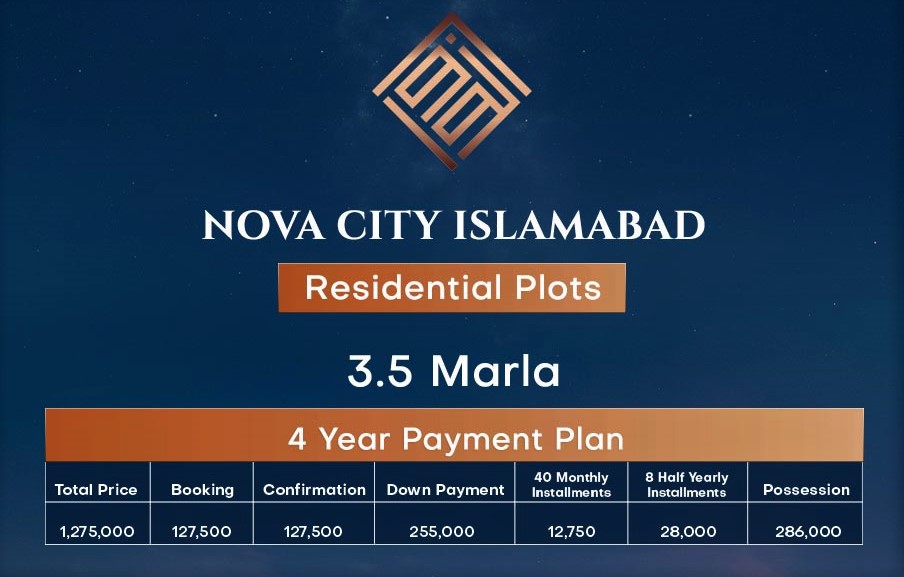 NOVA CITY ISLAMABAD
Residential Plots
3.5 Marla
4 Year Payment Plan
Total Price Booking Confirmation Down Payment 40 Monthly Installments 8 Half Yearly Installments Possession
1,275,000 127,500 127,500 255,000 12,750 28,000 286,000